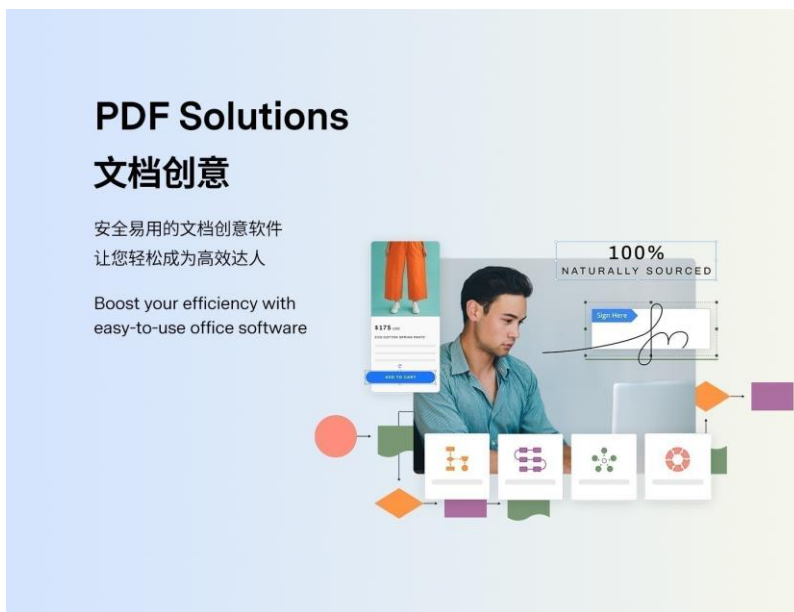 PDF Solutions
文档创意
安全易用的文档创意软件
让您轻松成为高效达人
Boost your efficiency with
easy-to-use office software
100%
NATURALLY SOURCED
Sign Here
$175 USD
ADD TO CART